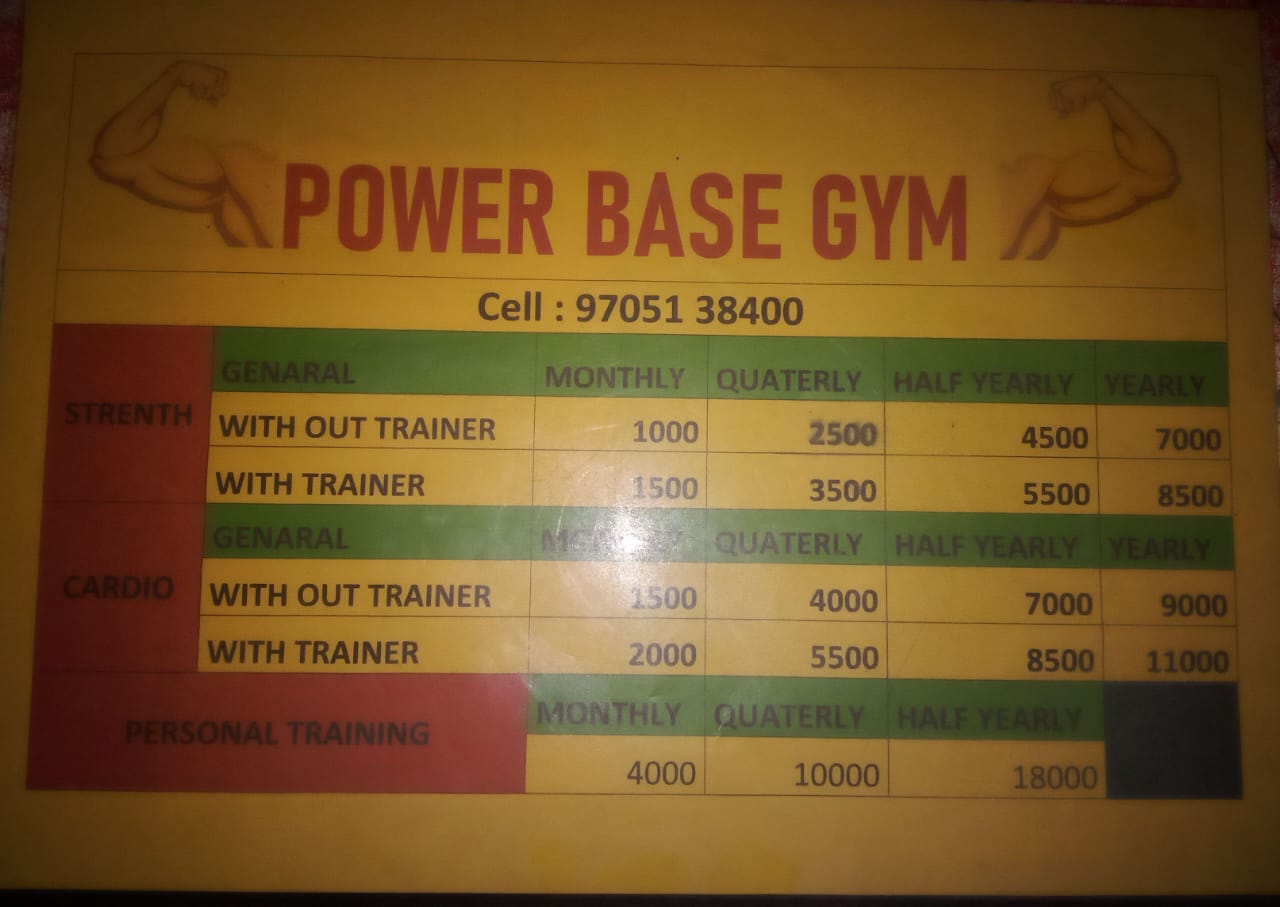 POWER BASE GYM
Cell : 97051 38400
STRENTH
GENARAL MONTHLY QUATERLY HALF YEARLY YEARLY
WITH OUT TRAINER 1000 2500 4500 7000
WITH TRAINER 1500 3500 5500 8500
CARDIO
GENARAL MONTHLY QUATERLY HALF YEARLY YEARLY
WITH OUT TRAINER 1500 4000 7000 9000
WITH TRAINER 2000 5500 8500 11000
PERSONAL TRAINING
MONTHLY QUATERLY HALF YEARLY
4000 10000 18000